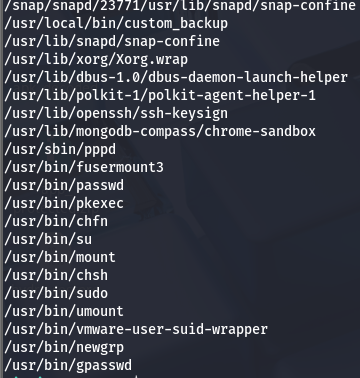 /snap/snapd/23771/usr/lib/snapd/snap-confine
/usr/local/bin/custom_backup
/usr/lib/snapd/snap-confine
/usr/lib/xorg/Xorg.wrap
/usr/lib/dbus-1.0/dbus-daemon-launch-helper
/usr/lib/polkit-1/polkit-agent-helper-1
/usr/lib/openssh/ssh-keysign
/usr/lib/mongodb-compass/chrome-sandbox
/usr/sbin/pppd
/usr/bin/fusermount3
/usr/bin/passwd
/usr/bin/pkexec
/usr/bin/chfn
/usr/bin/su
/usr/bin/mount
/usr/bin/chsh
/usr/bin/sudo
/usr/bin/umount
/usr/bin/vmware-user-suid-wrapper
/usr/bin/newgrp
/usr/bin/gpasswd